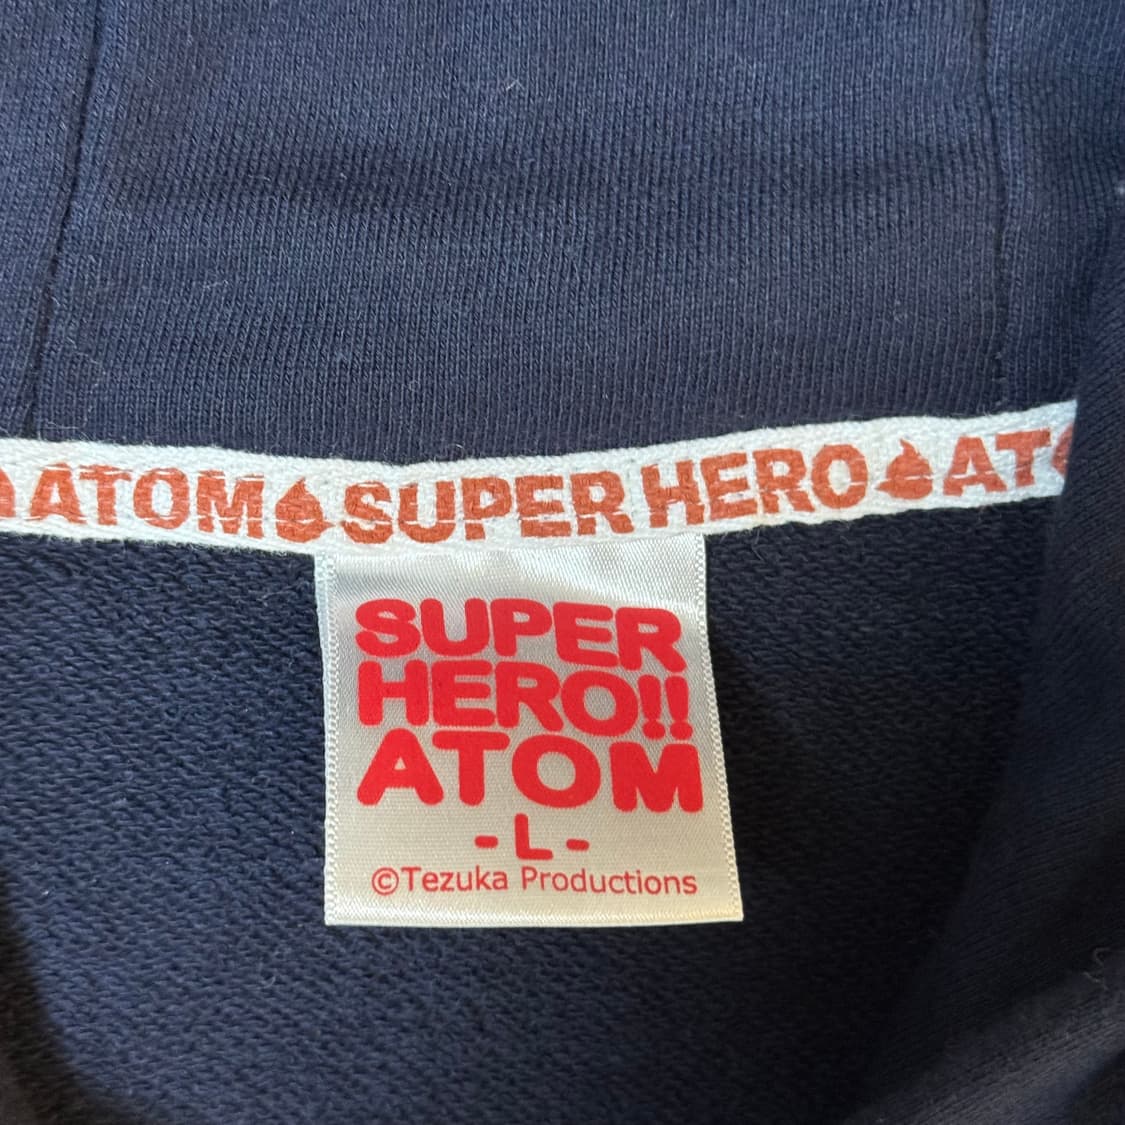 ATOM SUPER HERO AT
SUPER
HERO!!
ATOM
-L-
©Tezuka Productions